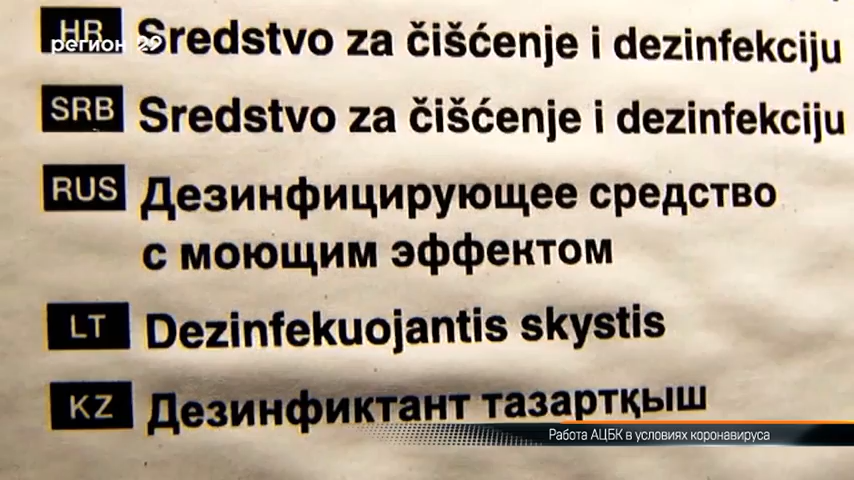 HR Sredstvo za čišćenje i dezinfekciju
регион 29
SRB Sredstvo za čišćenje i dezinfekciju
RUS Дезинфицирующее средство
с моющим эффектом
LT Dezinfekuojantis skystis
KZ Дезинфиктант тазартқыш
Работа АЦБК в условиях коронавируса